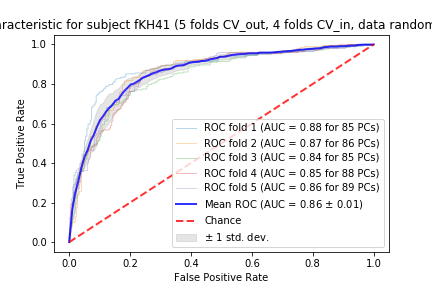 aracteristic for subject fKH41 (5 folds CV_out, 4 folds CV_in, data random
1.0
0.8
0.6
0.4
0.2
0.0
True Positive Rate
ROC fold 1 (AUC = 0.88 for 85 PCs)
ROC fold 2 (AUC = 0.87 for 86 PCs)
ROC fold 3 (AUC = 0.84 for 85 PCs)
ROC fold 4 (AUC = 0.85 for 88 PCs)
ROC fold 5 (AUC = 0.86 for 89 PCs)
Mean ROC (AUC = 0.86 ± 0.01)
Chance
± 1 std. dev.
0.0 0.2 0.4 0.6 0.8 1.0
False Positive Rate